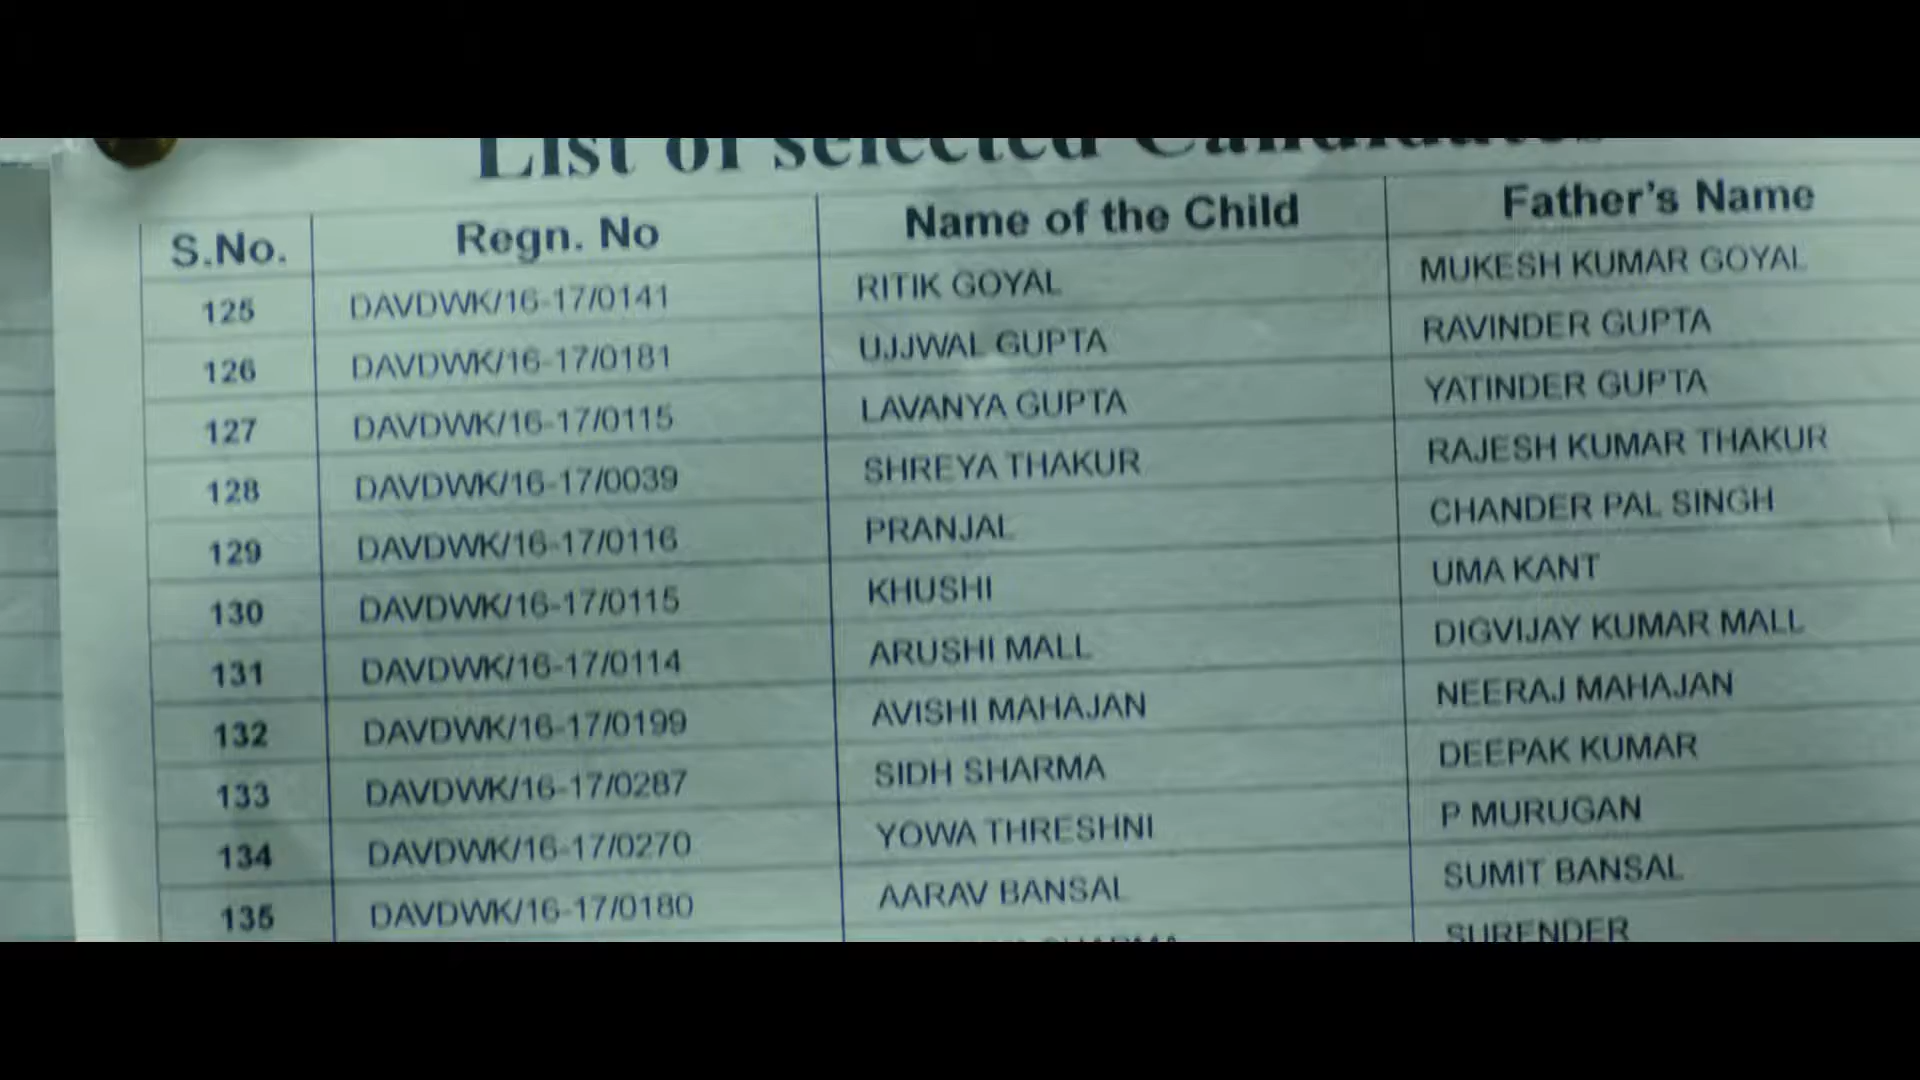 List of selected Candidates
S.No. Regn. No Name of the Child Father's Name
125 DAVDWK/16-17/0141 RITIK GOYAL MUKESH KUMAR GOYAL
126 DAVDWK/16-17/0181 UJJWAL GUPTA RAVINDER GUPTA
127 DAVDWK/16-17/0115 LAVANYA GUPTA YATINDER GUPTA
128 DAVDWK/16-17/0039 SHREYA THAKUR RAJESH KUMAR THAKUR
129 DAVDWK/16-17/0116 PRANJAL CHANDER PAL SINGH
130 DAVDWK/16-17/0115 KHUSHI UMA KANT
131 DAVDWK/16-17/0114 ARUSHI MALL DIGVIJAY KUMAR MALL
132 DAVDWK/16-17/0199 AVISHI MAHAJAN NEERAJ MAHAJAN
133 DAVDWK/16-17/0287 SIDH SHARMA DEEPAK KUMAR
134 DAVDWK/16-17/0270 YOWA THRESHNI P MURUGAN
135 DAVDWK/16-17/0180 AARAV BANSAL SUMIT BANSAL
SHARMA SURENDER